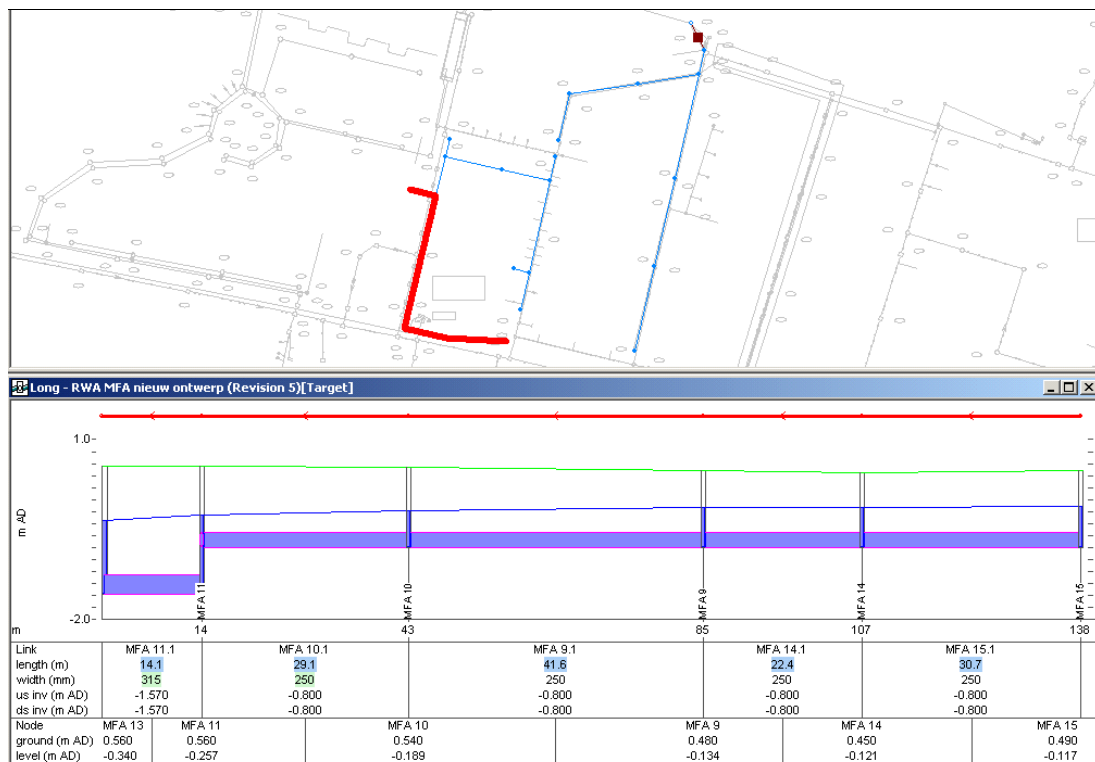 Long - RWA MFA nieuw ontwerp (Revision 5)[Target]
1.0-
m AD
-2.0-
MFA 11
MFA 10
MFA 9
MFA 14
MFA 15
m 14 43 85 107 138
Link MFA 11.1 MFA 10.1 MFA 9.1 MFA 14.1 MFA 15.1
length (m) 14.1 29.1 41.6 22.4 30.7
width (mm) 315 250 250 250 250
us inv (m AD) -1.570 -0.800 -0.800 -0.800 -0.800
ds inv (m AD) -1.570 -0.800 -0.800 -0.800 -0.800
Node MFA 13 MFA 11 MFA 10 MFA 9 MFA 14 MFA 15
ground (m AD) 0.560 0.560 0.540 0.480 0.450 0.490
level (m AD) -0.340 -0.257 -0.189 -0.134 -0.121 -0.117